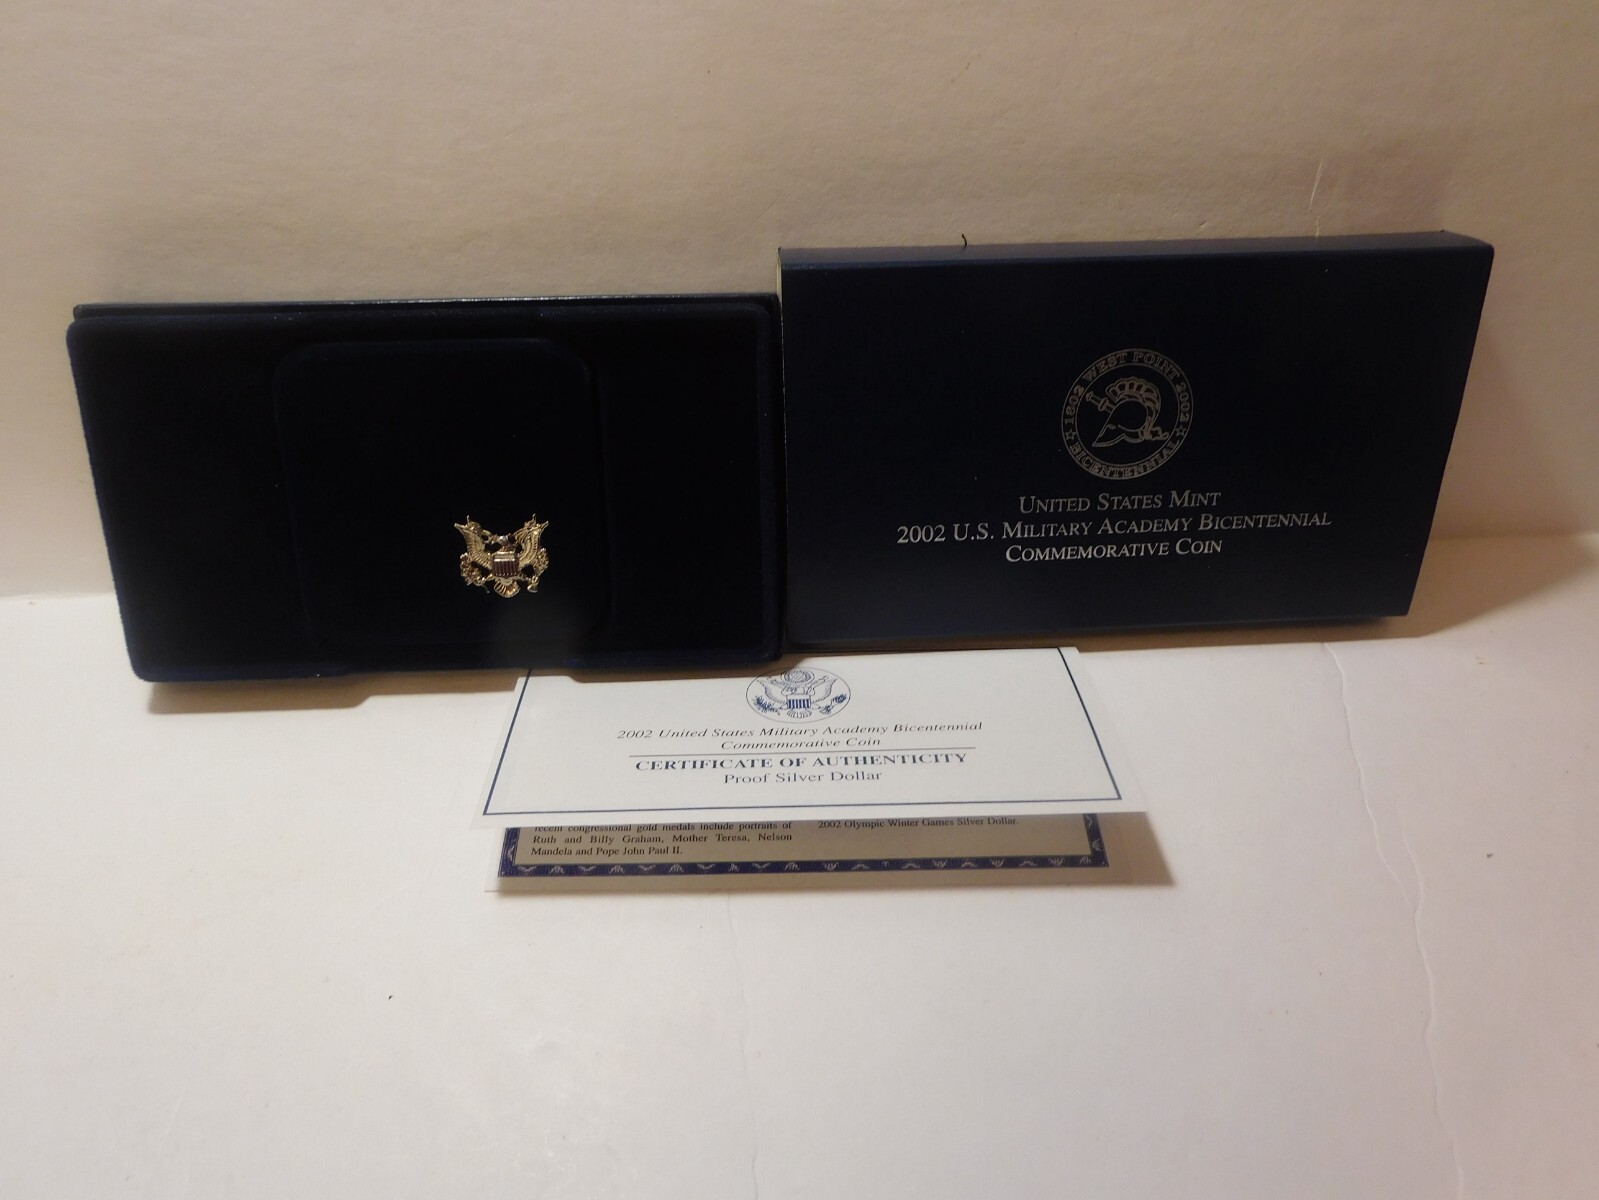 1802 WEST POINT 2002
BICENTENNIAL
UNITED STATES MINT
2002 U.S. MILITARY ACADEMY BICENTENNIAL
COMMEMORATIVE COIN
2002 United States Military Academy Bicentennial
Commemorative Coin
CERTIFICATE OF AUTHENTICITY
Proof Silver Dollar
recent congressional gold medals include portraits of
Ruth and Billy Graham, Mother Teresa, Nelson
Mandela and Pope John Paul II.
2002 Olympic Winter Games Silver Dollar.